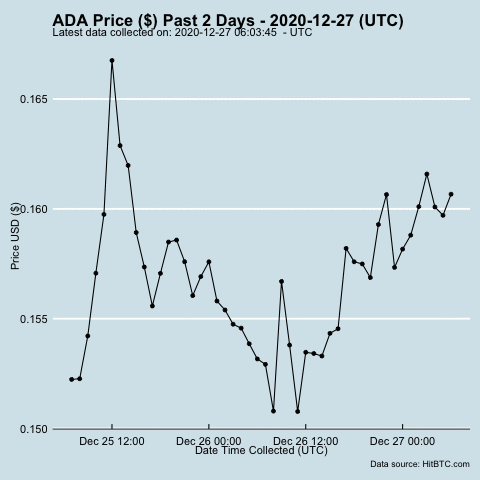 ADA Price ($) Past 2 Days - 2020-12-27 (UTC)
Latest data collected on: 2020-12-27 06:03:45  - UTC
0.165
0.160
0.155
0.150
Price USD ($)
Dec 25 12:00
Dec 26 00:00
Dec 26 12:00
Dec 27 00:00
Date Time Collected (UTC)
Data source: HitBTC.com